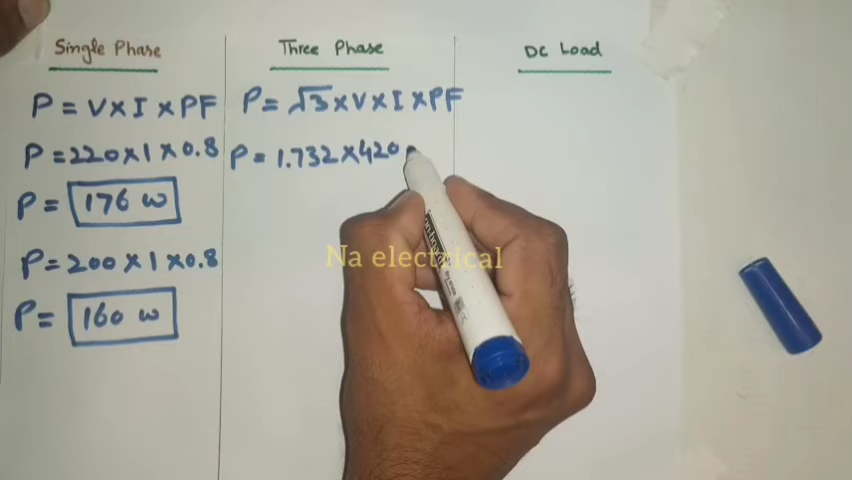 Single Phase
P = V x I x PF
P = 220 x 1 x 0.8
P = 176 w
P = 200 x 1 x 0.8
P = 160 w
Three Phase
P = √3 x V x I x PF
P = 1.732 x 420
DC Load
Na electrical